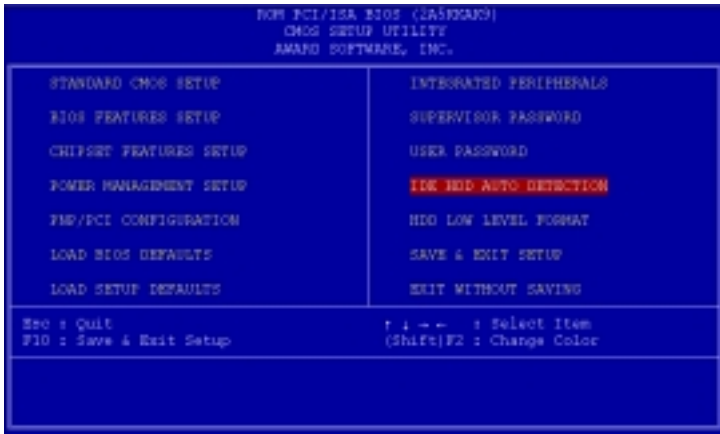 ROM PCI/ISA BIOS (2A5KKAK9)
CMOS SETUP UTILITY
AWARD SOFTWARE, INC.
STANDARD CMOS SETUP
BIOS FEATURES SETUP
CHIPSET FEATURES SETUP
POWER MANAGEMENT SETUP
PNP/PCI CONFIGURATION
LOAD BIOS DEFAULTS
LOAD SETUP DEFAULTS
INTEGRATED PERIPHERALS
SUPERVISOR PASSWORD
USER PASSWORD
IDE HDD AUTO DETECTION
HDD LOW LEVEL FORMAT
SAVE & EXIT SETUP
EXIT WITHOUT SAVING
Esc : Quit
F10 : Save & Exit Setup
↑ ↓ → ← : Select Item
(Shift)F2 : Change Color